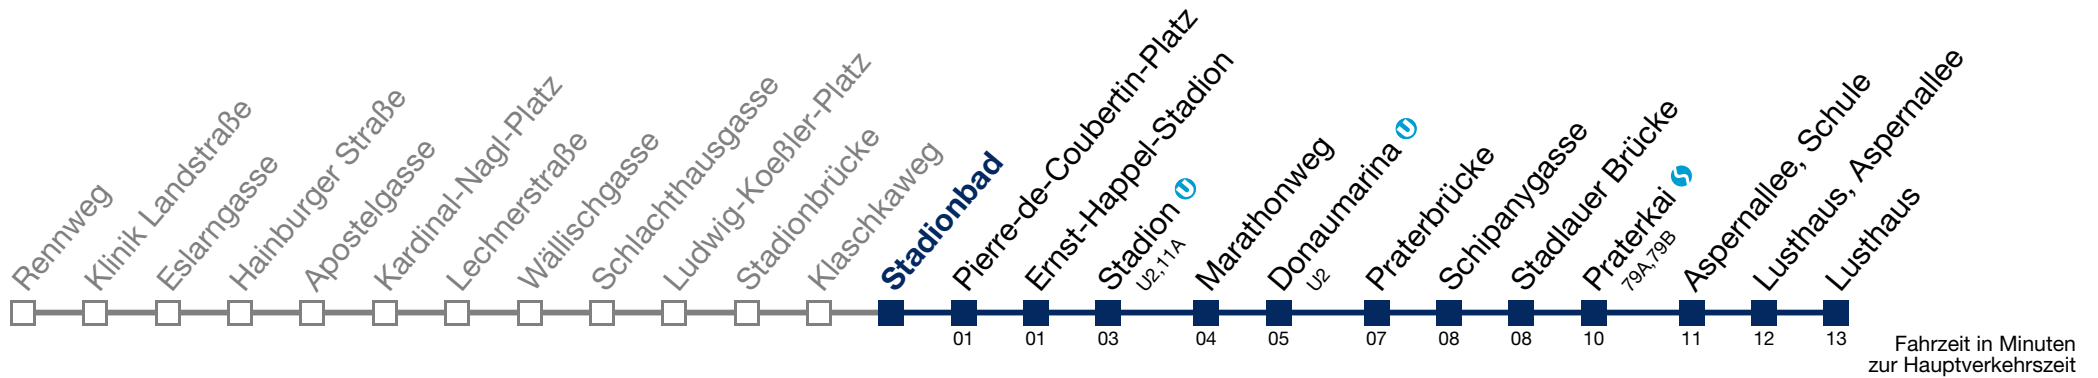 Rennweg
Klinik Landstraße
Eslarngasse
Hainburger Straße
Apostelgasse
Kardinal-Nagl-Platz
Lechnerstraße
Wällischgasse
Schlachthausgasse
Ludwig-Koeßler-Platz
Stadionbrücke
Klaschkaweg
Stadionbad
Pierre-de-Coubertin-Platz
Ernst-Happel-Stadion
Stadion U
U2,11A
Marathonweg
Donaumarina U
U2
Praterbrücke
Schipanygasse
Stadlauer Brücke
Praterkai S
79A,79B
Aspernallee, Schule
Lusthaus, Aspernallee
Lusthaus
01 01 03 04 05 07 08 08 10 11 12 13
Fahrzeit in Minuten
zur Hauptverkehrszeit